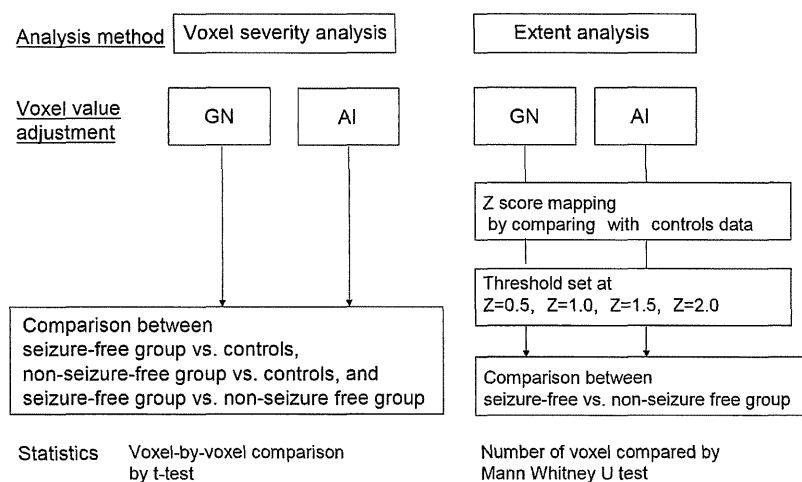 Analysis method
Voxel severity analysis
Extent analysis
Voxel value
adjustment
GN
AI
GN
AI
Z score mapping
by comparing with controls data
Threshold set at
Z=0.5, Z=1.0, Z=1.5, Z=2.0
Comparison between
seizure-free group vs. controls,
non-seizure-free group vs. controls, and
seizure-free group vs. non-seizure free group
Comparison between
seizure-free vs. non-seizure free group
Statistics
Voxel-by-voxel comparison
by t-test
Number of voxel compared by
Mann Whitney U test